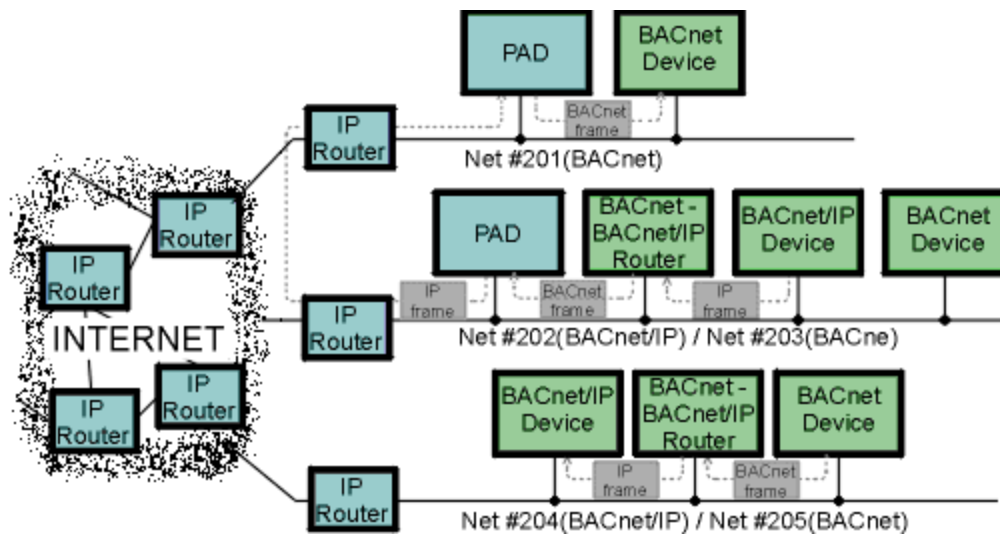 PAD
BACnet
Device
BACnet
frame
IP
Router
Net #201(BACnet)
IP
Router
PAD
BACnet -
BACnet/IP
Router
BACnet/IP
Device
BACnet
Device
IP
Router
IP
frame
BACnet
frame
IP
frame
IP
Router
INTERNET
Net #202(BACnet/IP) / Net #203(BACne)
IP
Router
IP
Router
BACnet/IP
Device
BACnet -
BACnet/IP
Router
BACnet
Device
IP
frame
BACnet
frame
IP
Router
Net #204(BACnet/IP) / Net #205(BACnet)